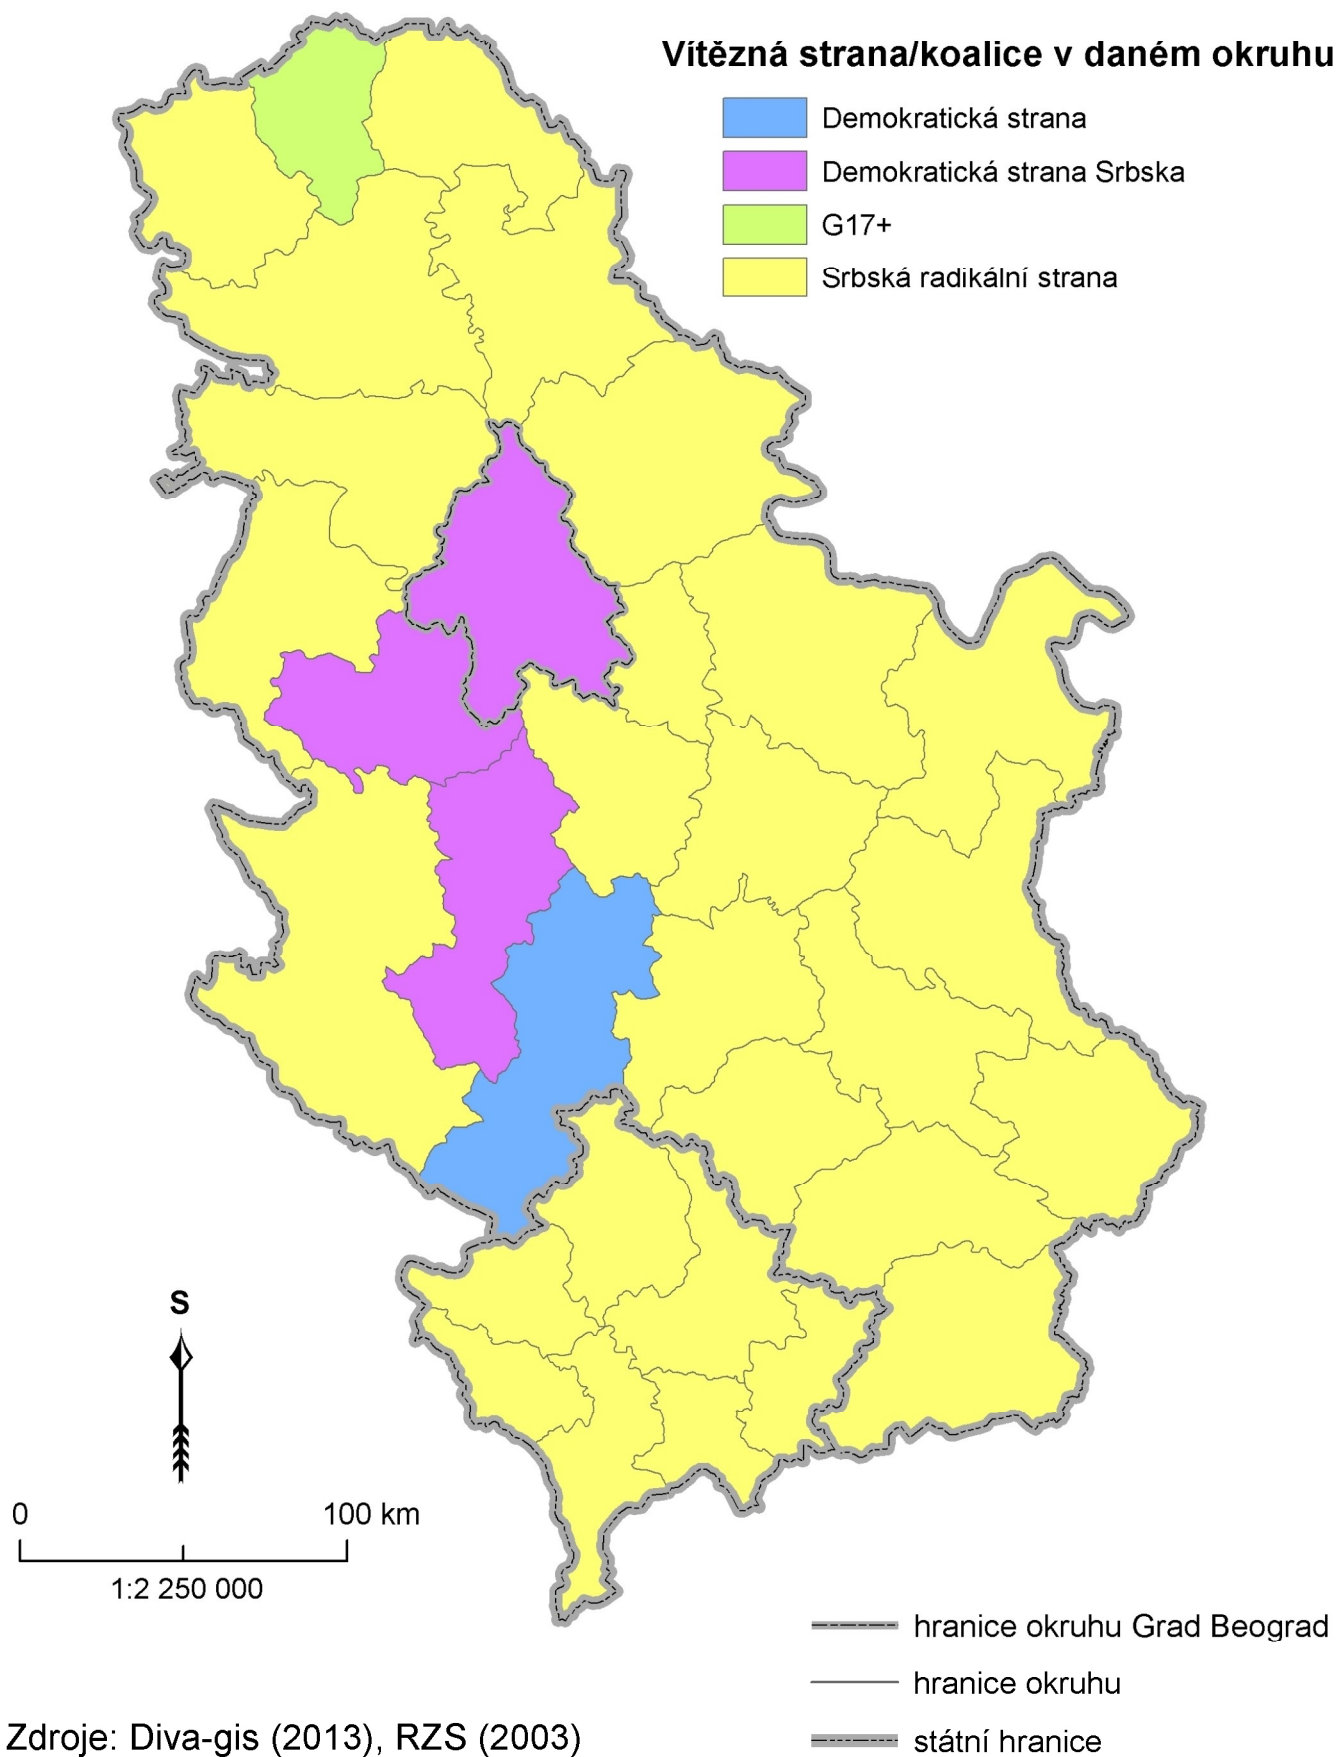 Vítězná strana/koalice v daném okruhu
Demokratická strana
Demokratická strana Srbska
G17+
Srbská radikální strana
S
0 100 km
1:2 250 000
hranice okruhu Grad Beograd
hranice okruhu
státní hranice
Zdroje: Diva-gis (2013), RZS (2003)